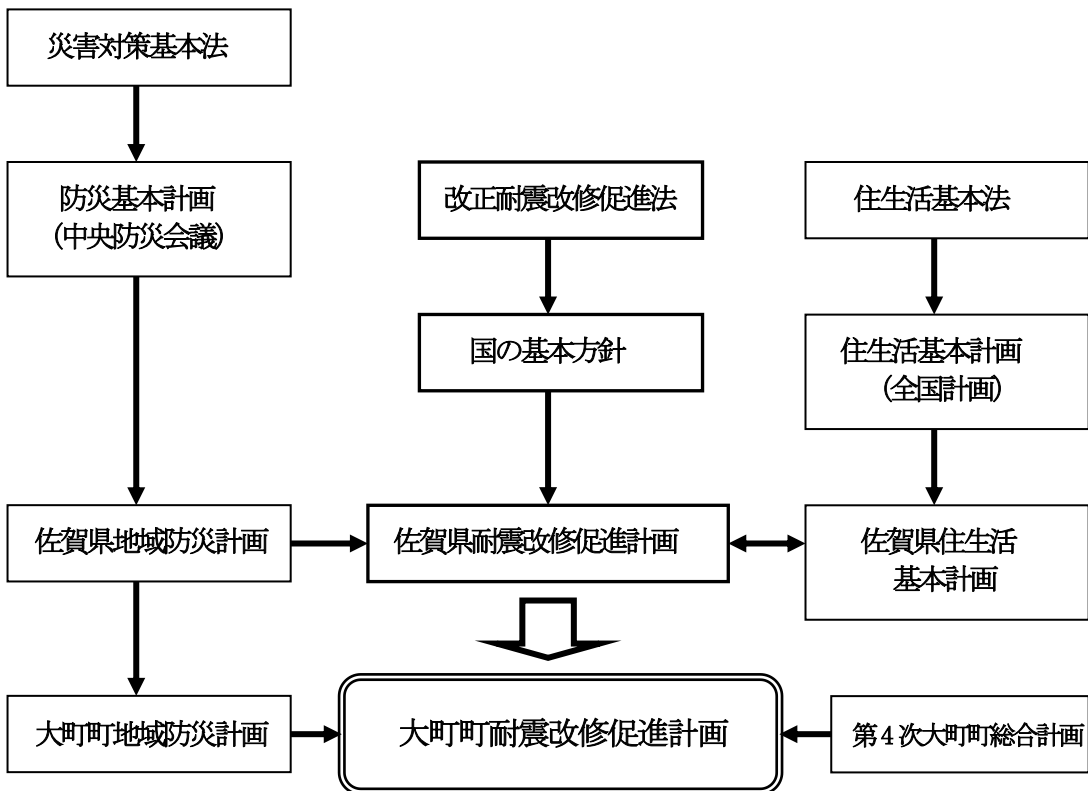 災害対策基本法
防災基本計画
(中央防災会議)
改正耐震改修促進法
住生活基本法
国の基本方針
住生活基本計画
(全国計画)
佐賀県地域防災計画
佐賀県耐震改修促進計画
佐賀県住生活
基本計画
大町町地域防災計画
大町町耐震改修促進計画
第4次大町町総合計画